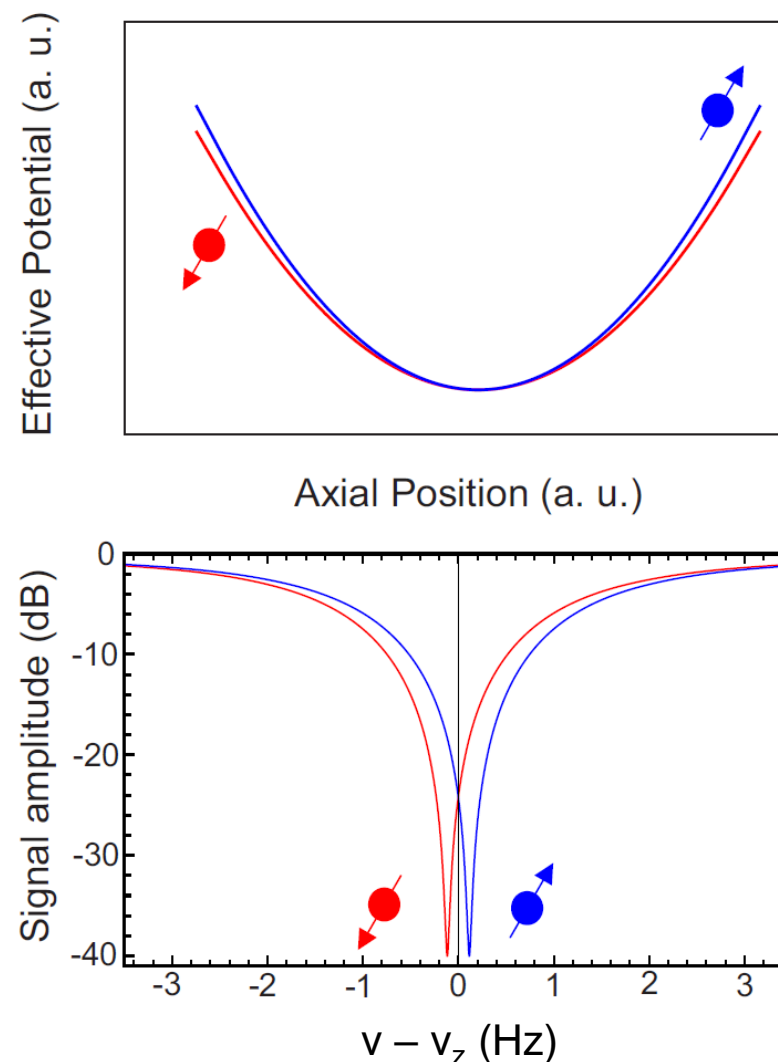 Effective Potential (a. u.)
Axial Position (a. u.)
Signal amplitude (dB)
0
-10
-20
-30
-40
-3 -2 -1 0 1 2 3
v – v_z (Hz)